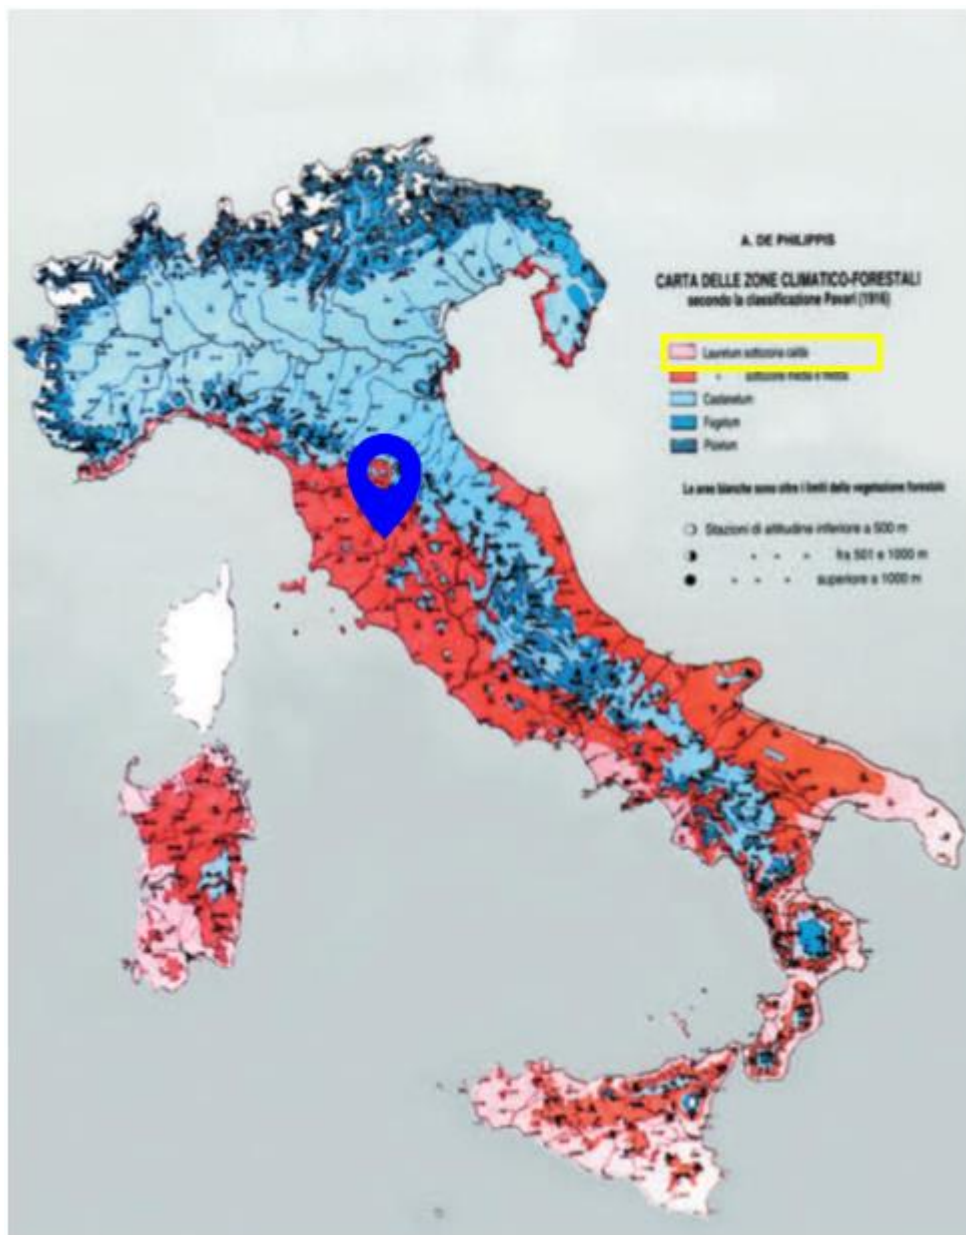 A. DE PHILIPPIS
CARTA DELLE ZONE CLIMATICO-FORESTALI
secondo la classificazione Pavari (1916)
Lauretum sottozona calda
" sottozone media e fredda
Castanetum
Fagetum
Picetum
Le aree bianche sono oltre i limiti della vegetazione forestale
Stazioni di altitudine inferiore a 500 m
" " " fra 501 e 1000 m
" " " superiore a 1000 m